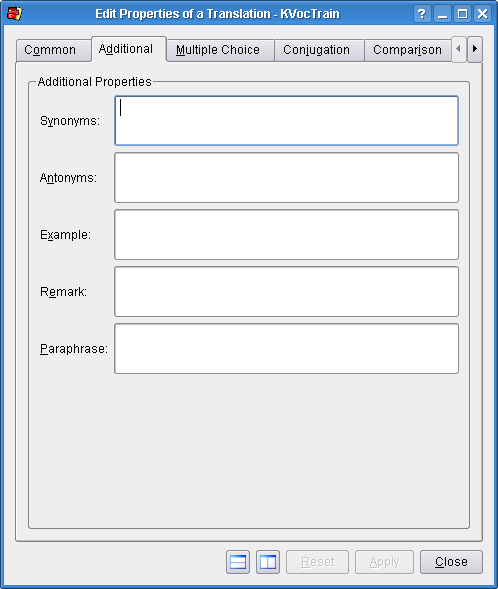 Edit Properties of a Translation - KVocTrain
Common Additional Multiple Choice Conjugation Comparison
Additional Properties
Synonyms:
Antonyms:
Example:
Remark:
Paraphrase:
Reset Apply Close